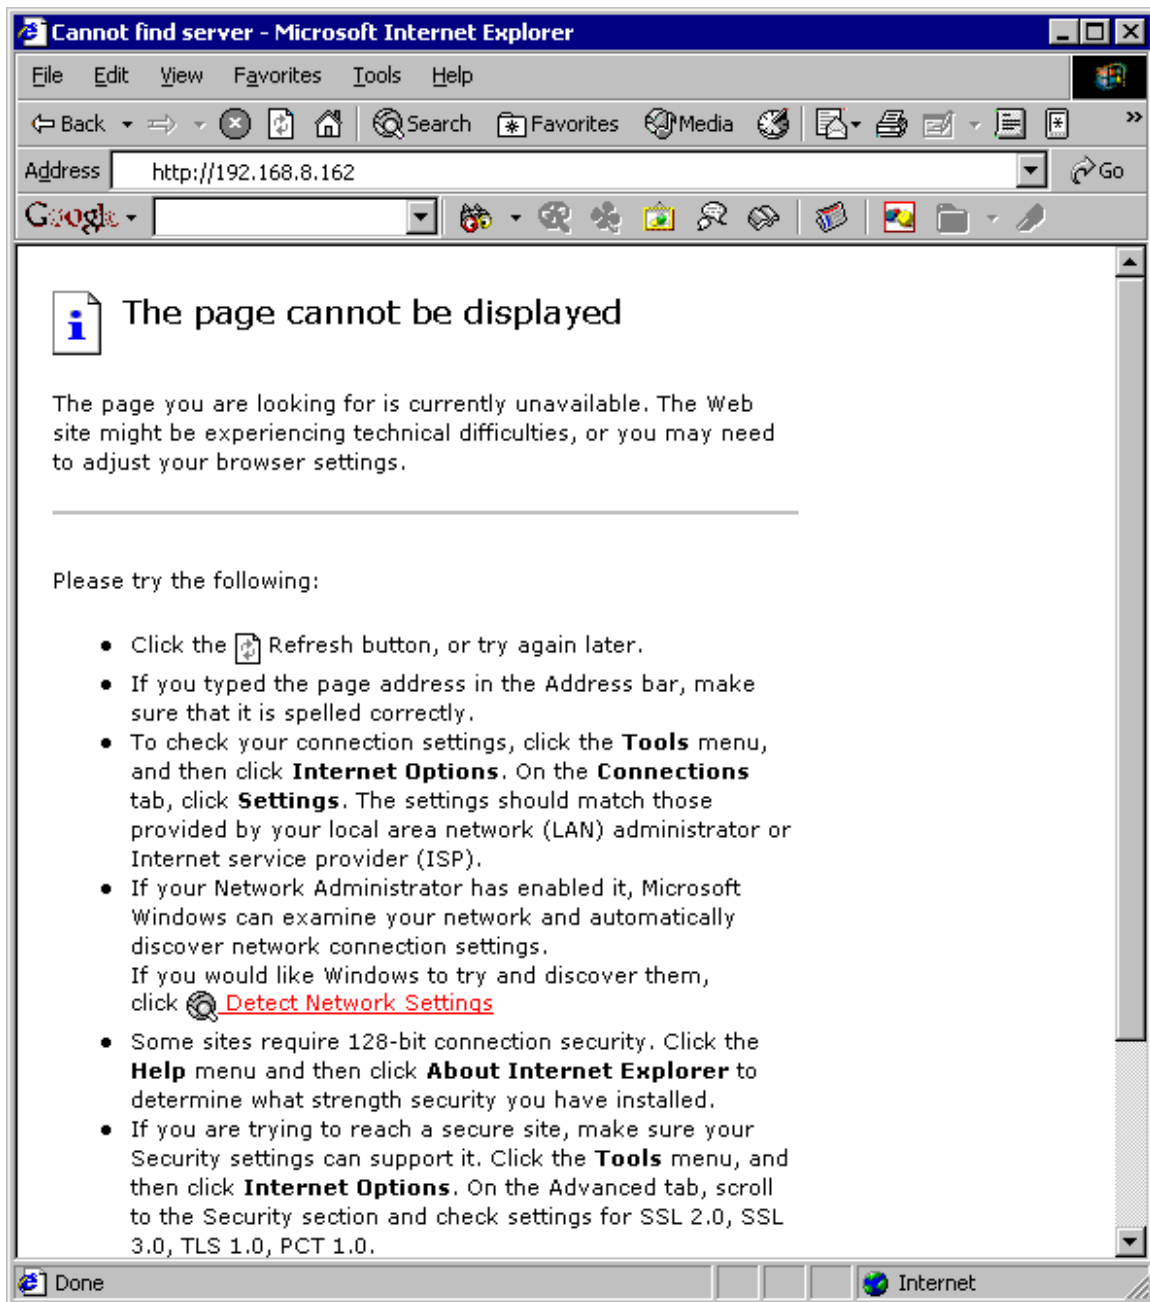 Cannot find server - Microsoft Internet Explorer
File Edit View Favorites Tools Help
Back Search Favorites Media »
Address http://192.168.8.162 Go
Google
The page cannot be displayed
The page you are looking for is currently unavailable. The Web
site might be experiencing technical difficulties, or you may need
to adjust your browser settings.
Please try the following:
Click the Refresh button, or try again later.
If you typed the page address in the Address bar, make
sure that it is spelled correctly.
To check your connection settings, click the Tools menu,
and then click Internet Options. On the Connections
tab, click Settings. The settings should match those
provided by your local area network (LAN) administrator or
Internet service provider (ISP).
If your Network Administrator has enabled it, Microsoft
Windows can examine your network and automatically
discover network connection settings.
If you would like Windows to try and discover them,
click Detect Network Settings
Some sites require 128-bit connection security. Click the
Help menu and then click About Internet Explorer to
determine what strength security you have installed.
If you are trying to reach a secure site, make sure your
Security settings can support it. Click the Tools menu, and
then click Internet Options. On the Advanced tab, scroll
to the Security section and check settings for SSL 2.0, SSL
3.0, TLS 1.0, PCT 1.0.
Done Internet